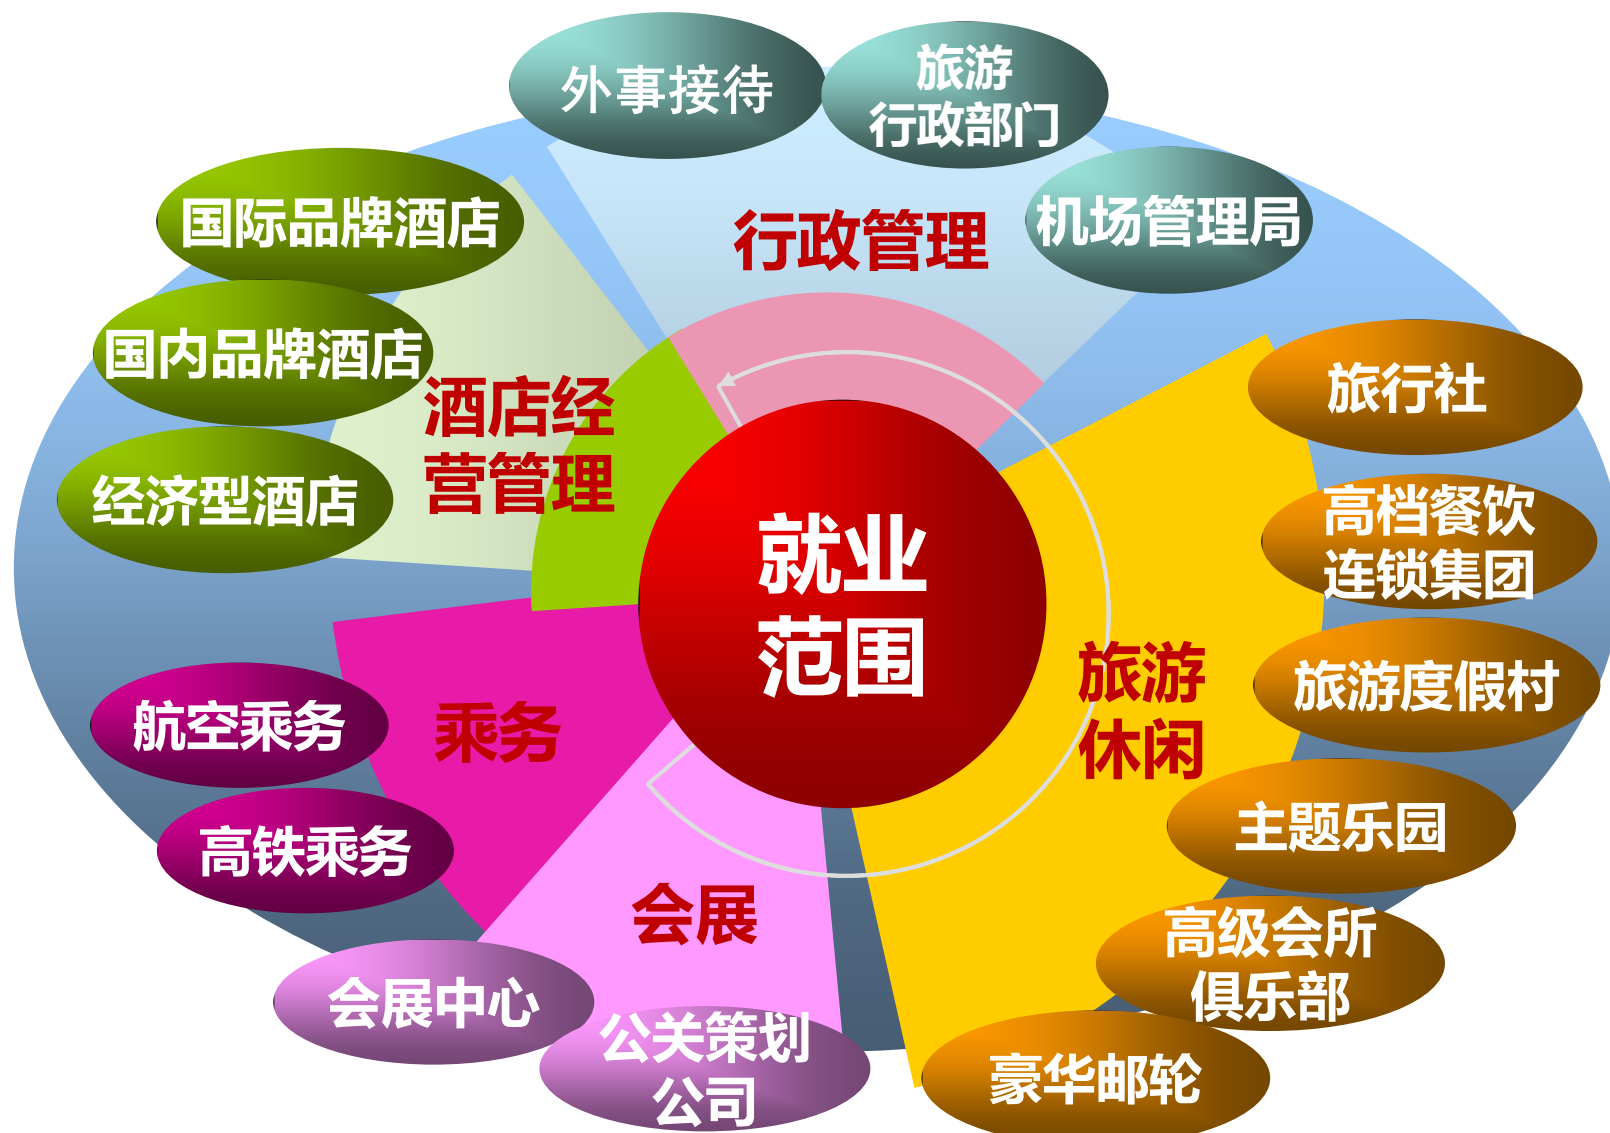 外事接待
旅游
行政部门
机场管理局
行政管理
国际品牌酒店
国内品牌酒店
经济型酒店
酒店经
营管理
就业
范围
旅行社
高档餐饮
连锁集团
旅游度假村
主题乐园
高级会所
俱乐部
豪华邮轮
旅游
休闲
航空乘务
高铁乘务
乘务
会展
会展中心
公关策划
公司